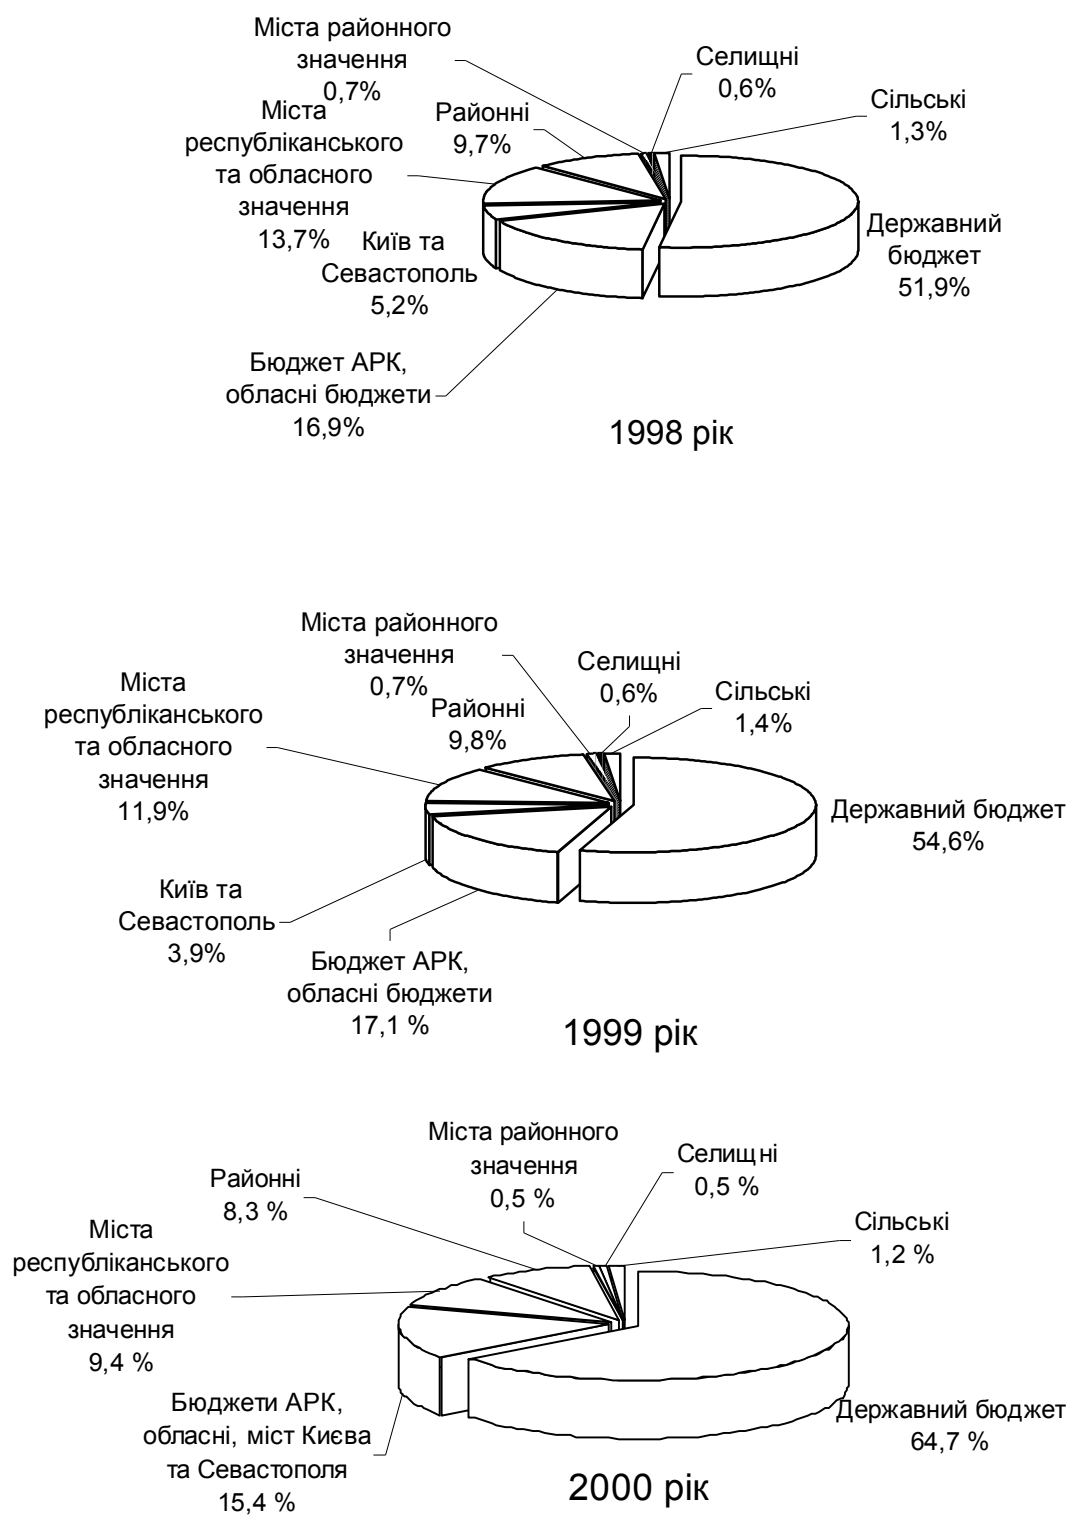 Міста районного
значення
0,7%
Селищні
0,6%
Сільські
1,3%
Міста
республіканського
та обласного
значення
13,7%
Районні
9,7%
Київ та
Севастополь
5,2%
Державний
бюджет
51,9%
Бюджет АРК,
обласні бюджети
16,9%
1998 рік
Міста районного
значення
0,7%
Селищні
0,6%
Сільські
1,4%
Міста
республіканського
та обласного
значення
11,9%
Районні
9,8%
Державний бюджет
54,6%
Київ та
Севастополь
3,9%
Бюджет АРК,
обласні бюджети
17,1 %
1999 рік
Міста районного
значення
0,5 %
Селищні
0,5 %
Районні
8,3 %
Сільські
1,2 %
Міста
республіканського
та обласного
значення
9,4 %
Бюджети АРК,
обласні, міст Києва
та Севастополя
15,4 %
Державний бюджет
64,7 %
2000 рік